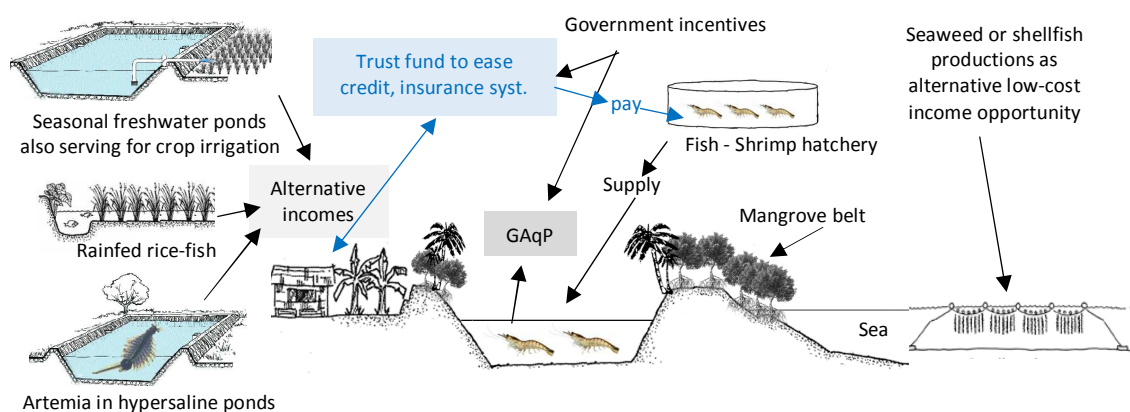 Government incentives
Seaweed or shellfish
productions as
alternative low-cost
income opportunity
Trust fund to ease
credit, insurance syst.
pay
Seasonal freshwater ponds
also serving for crop irrigation
Fish - Shrimp hatchery
Alternative
incomes
Supply
GAqP
Mangrove belt
Rainfed rice-fish
Sea
Artemia in hypersaline ponds